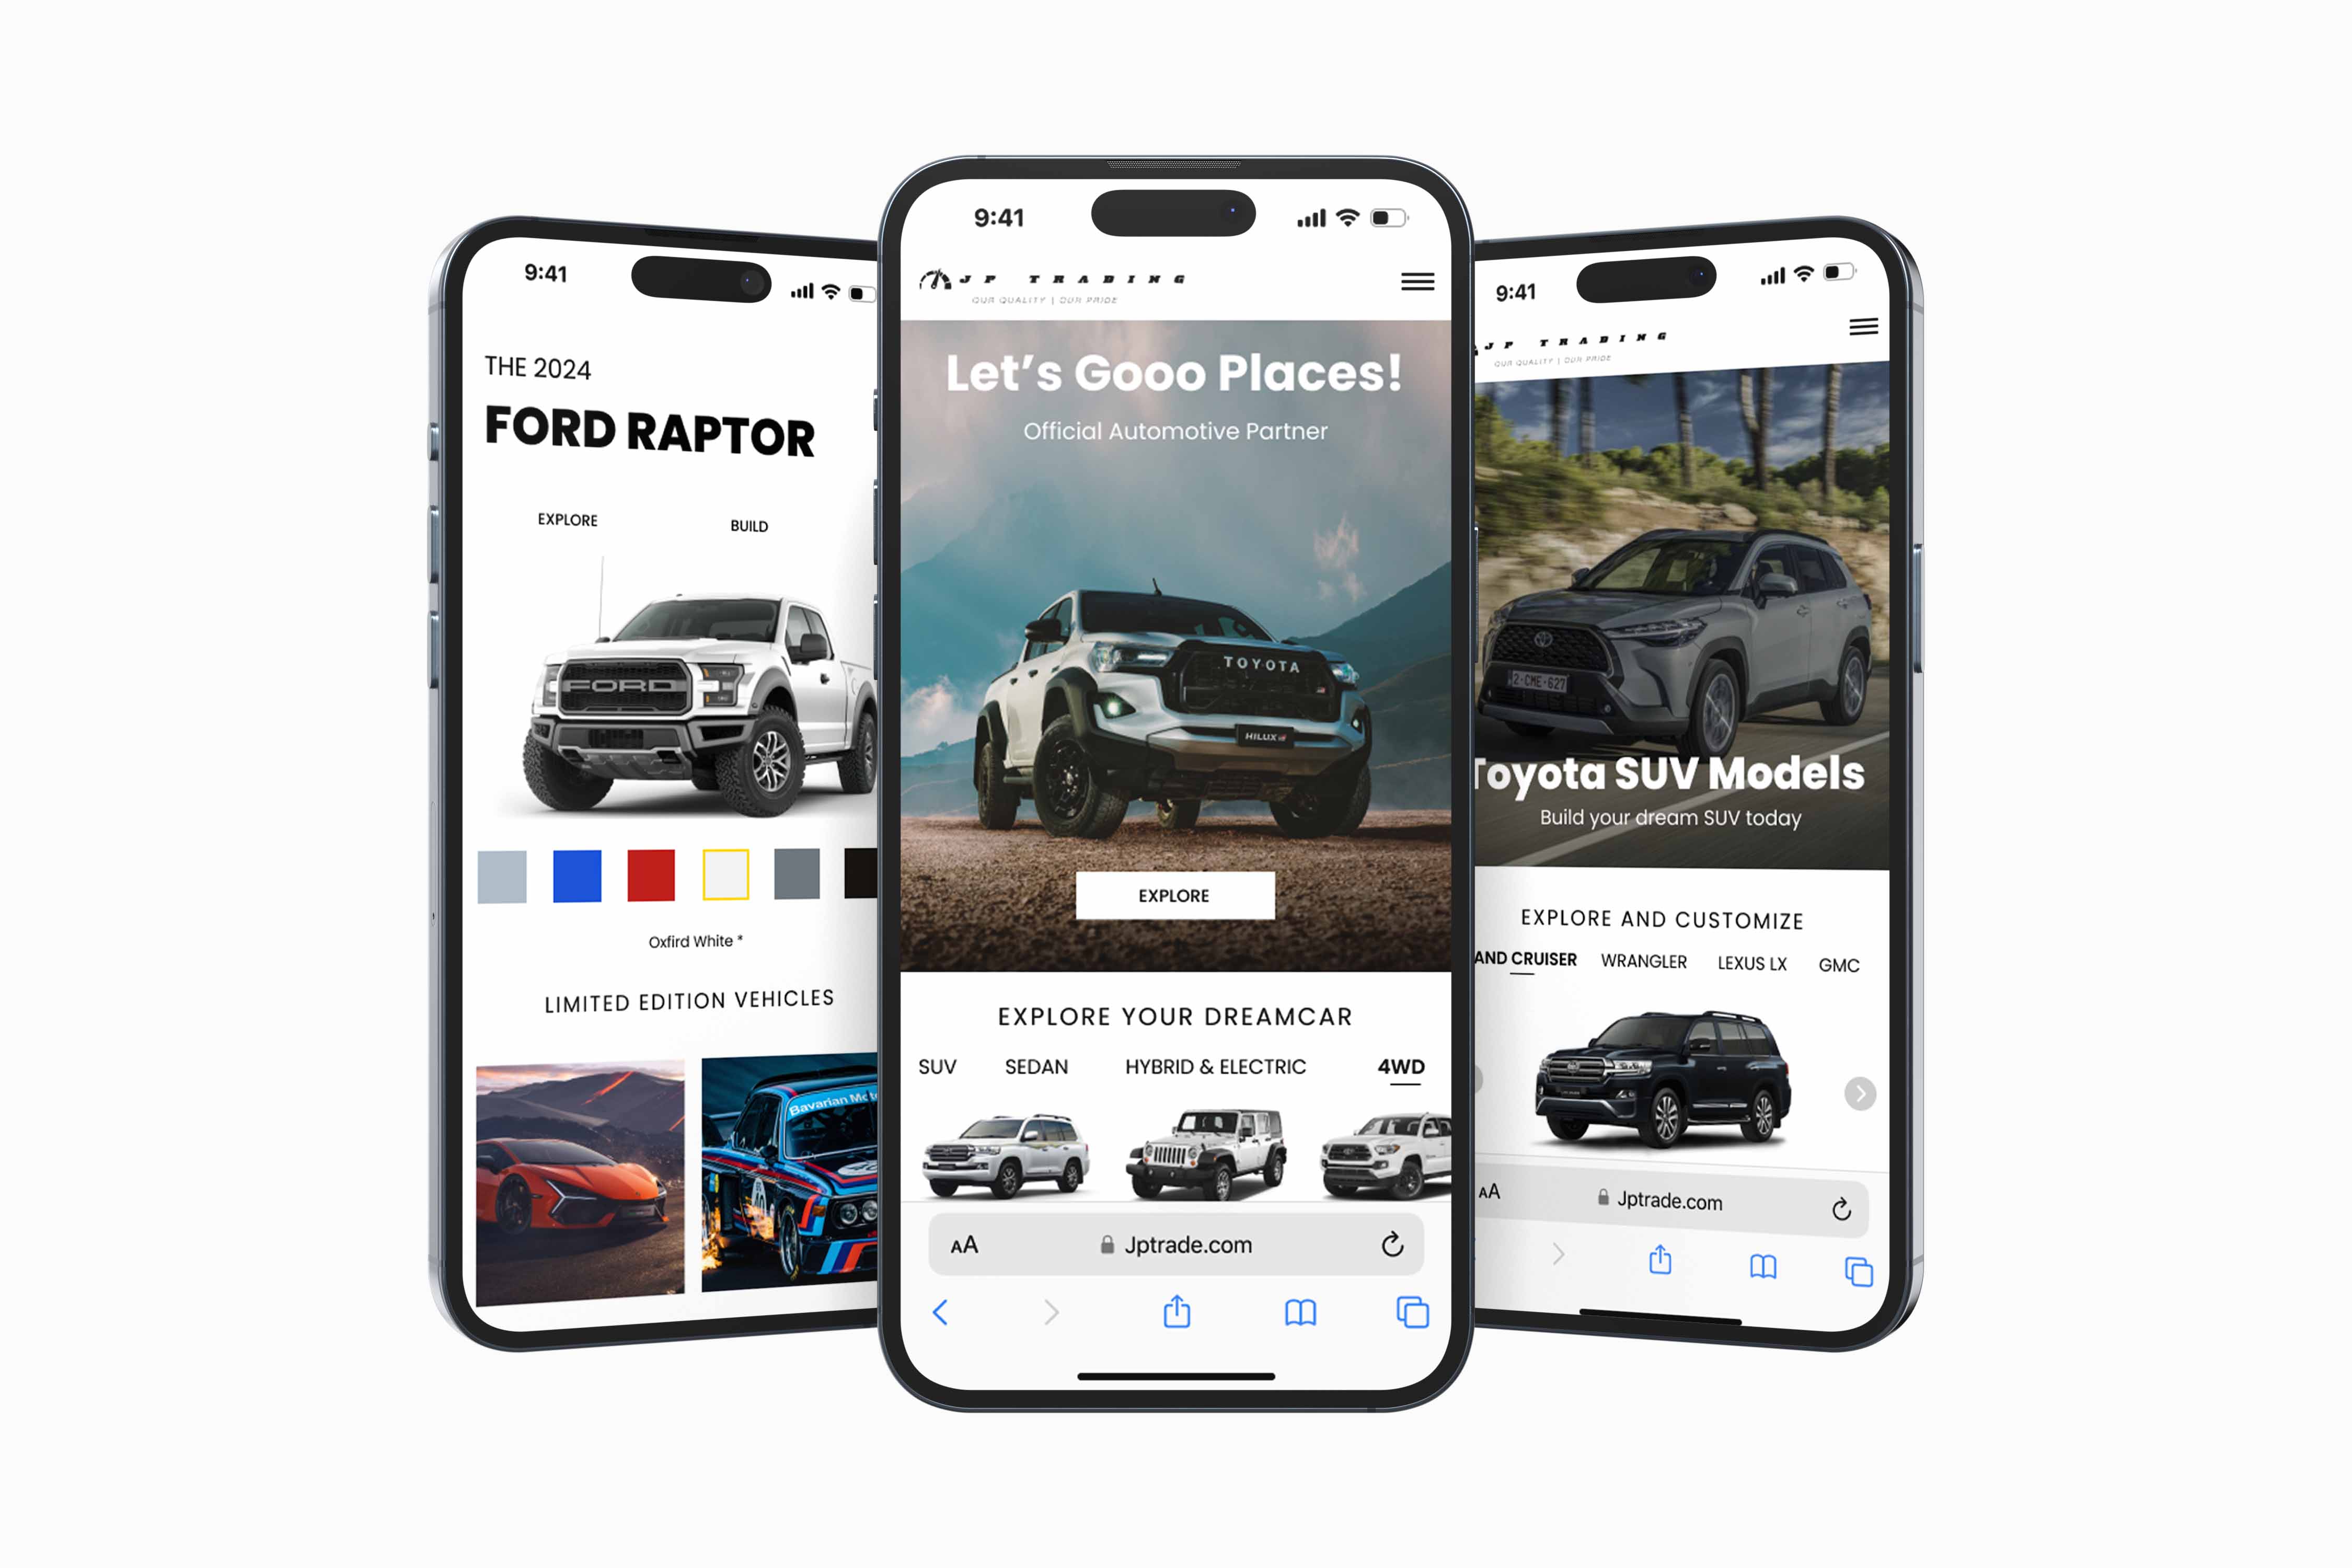 9:41
THE 2024
FORD RAPTOR
EXPLORE BUILD
FORD
Oxfird White *
LIMITED EDITION VEHICLES
Bavarian
9:41
JP TRADING
OUR QUALITY | OUR PRIDE
Let's Gooo Places!
Official Automotive Partner
TOYOTA
HILUX
EXPLORE
EXPLORE YOUR DREAMCAR
SUV SEDAN HYBRID & ELECTRIC 4WD
AA Jptrade.com
9:41
JP TRADING
OUR QUALITY | OUR PRIDE
2-CME-627
Toyota SUV Models
Build your dream SUV today
EXPLORE AND CUSTOMIZE
AND CRUISER WRANGLER LEXUS LX GMC
AA Jptrade.com